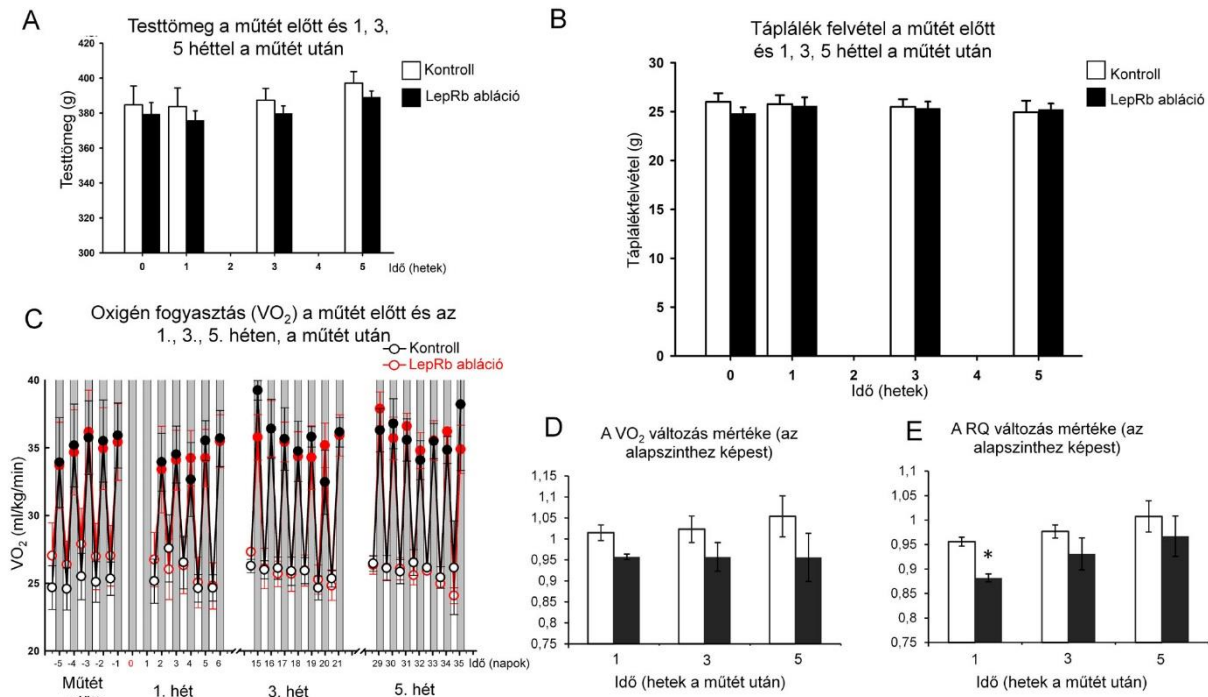 A
Testtömeg a műtét előtt és 1, 3,
5 héttel a műtét után
Kontroll
LepRb abláció
Testtömeg (g)
420
400
380
360
340
320
300
0 1 2 3 4 5
Idő (hetek)
B
Táplálék felvétel a műtét előtt
és 1, 3, 5 héttel a műtét után
Kontroll
LepRb abláció
Táplálékfelvétel (g)
30
25
20
15
10
5
0
0 1 2 3 4 5
Idő (hetek)
C
Oxigén fogyasztás (VO₂) a műtét előtt és az
1., 3., 5. héten, a műtét után
Kontroll
LepRb abláció
VO₂ (ml/kg/min)
40
35
30
25
20
-5 -4 -3 -2 -1 0 1 2 3 4 5 6 15 16 17 18 19 20 21 29 30 31 32 33 34 35
Idő (napok)
Műtét
1. hét 3. hét 5. hét
D
A VO₂ változás mértéke (az
alapszinthez képest)
1,1
1,05
1
0,95
0,9
0,85
0,8
0,75
1 3 5
Idő (hetek a műtét után)
E
A RQ változás mértéke (az
alapszinthez képest)
1,1
1,05
1
0,95
0,9
0,85
0,8
0,75
*
1 3 5
Idő (hetek a műtét után)